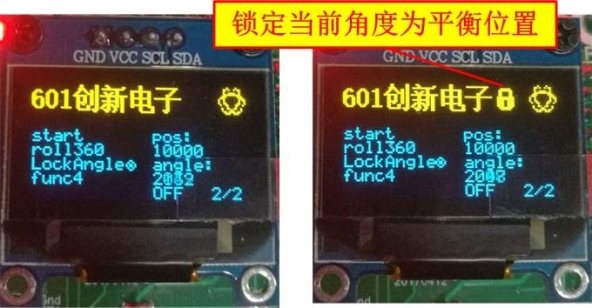 锁定当前角度为平衡位置
GND VCC SCL SDA
601创新电子
start
roll360
LockAngle
func4
pos:
10000
angle:
OFF
2/2
GND VCC SCL SDA
601创新电子
start
roll360
LockAngle
func4
pos:
10000
angle:
OFF
2/2